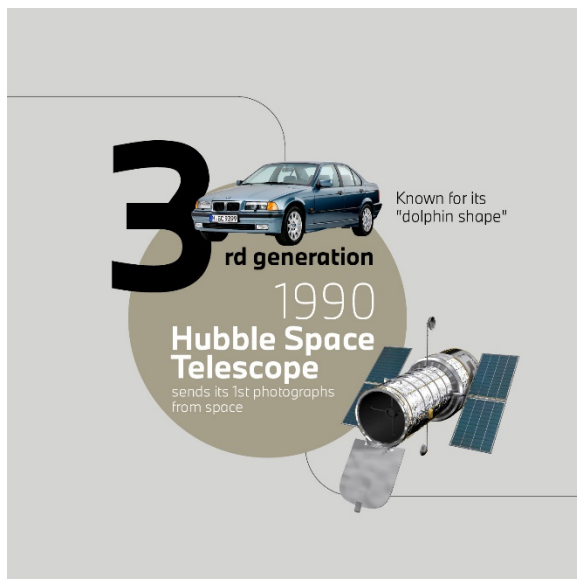 3
rd generation
Known for its
"dolphin shape"
1990
Hubble Space
Telescope
sends its 1st photographs
from space